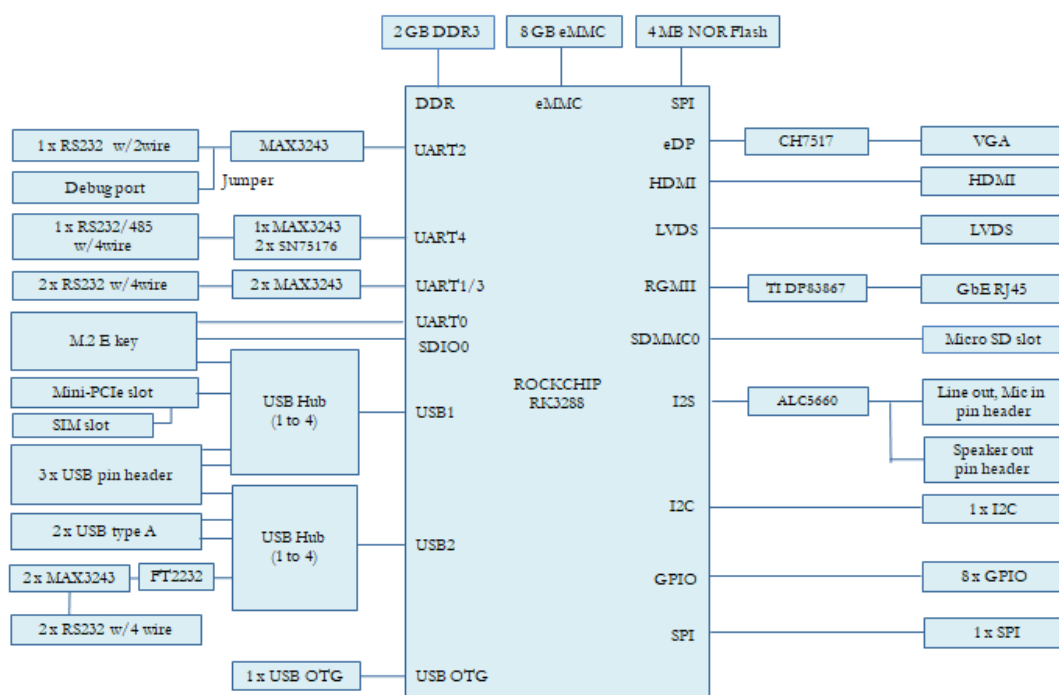 2 GB DDR3
8 GB eMMC
4 MB NOR Flash
DDR
eMMC
SPI
1 x RS232 w/2wire
MAX3243
UART2
Debug port
Jumper
1 x RS232/485
w/4wire
1x MAX3243
2x SN75176
UART4
2 x RS232 w/4wire
2 x MAX3243
UART1/3
M.2 E key
UART0
SDIO0
Mini-PCIe slot
SIM slot
USB Hub
(1 to 4)
USB1
3 x USB pin header
2 x USB type A
USB Hub
(1 to 4)
USB2
2 x MAX3243
FT2232
2 x RS232 w/4 wire
1 x USB OTG
USB OTG
ROCKCHIP
RK3288
eDP
CH7517
VGA
HDMI
HDMI
LVDS
LVDS
RGMII
TI DP83867
GbE RJ45
SDMMC0
Micro SD slot
I2S
ALC5660
Line out, Mic in
pin header
Speaker out
pin header
I2C
1 x I2C
GPIO
8x GPIO
SPI
1 x SPI